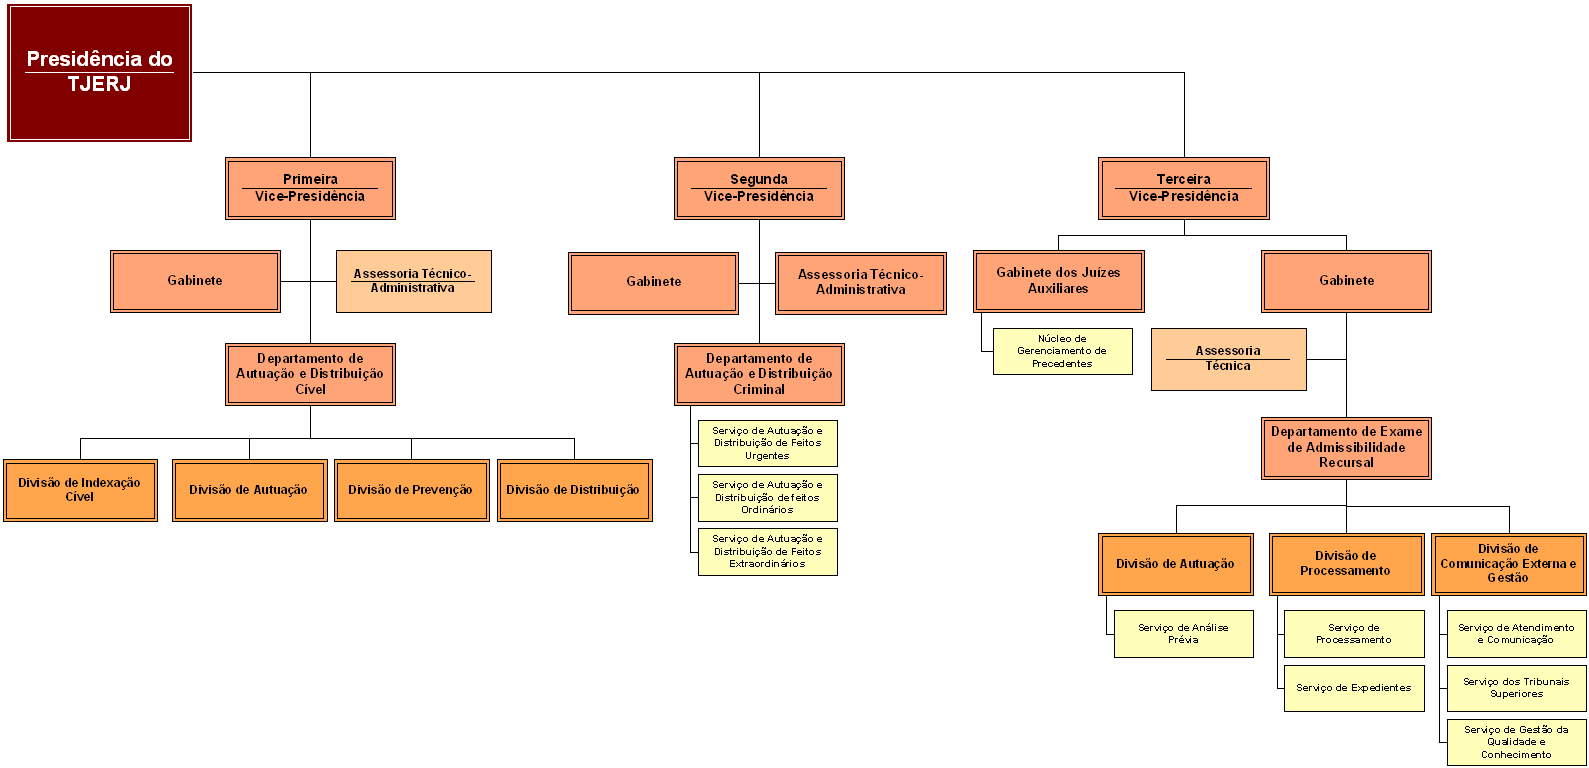 Presidência do
TJERJ
Primeira
Vice-Presidência
Segunda
Vice-Presidência
Terceira
Vice-Presidência
Gabinete
Assessoria Técnico-
Administrativa
Gabinete
Assessoria Técnico-
Administrativa
Gabinete dos Juízes
Auxiliares
Gabinete
Núcleo de
Gerenciamento de
Precedentes
Assessoria
Técnica
Departamento de
Autuação e Distribuição
Cível
Departamento de
Autuação e Distribuição
Criminal
Serviço de Autuação e
Distribuição de Feitos
Urgentes
Serviço de Autuação e
Distribuição de feitos
Ordinários
Serviço de Autuação e
Distribuição de Feitos
Extraordinários
Departamento de Exame
de Admissibilidade
Recursal
Divisão de Indexação
Cível
Divisão de Autuação
Divisão de Prevenção
Divisão de Distribuição
Divisão de Autuação
Divisão de
Processamento
Divisão de
Comunicação Externa e
Gestão
Serviço de Análise
Prévia
Serviço de
Processamento
Serviço de Expedientes
Serviço de Atendimento
e Comunicação
Serviço dos Tribunais
Superiores
Serviço de Gestão da
Qualidade e
Conhecimento